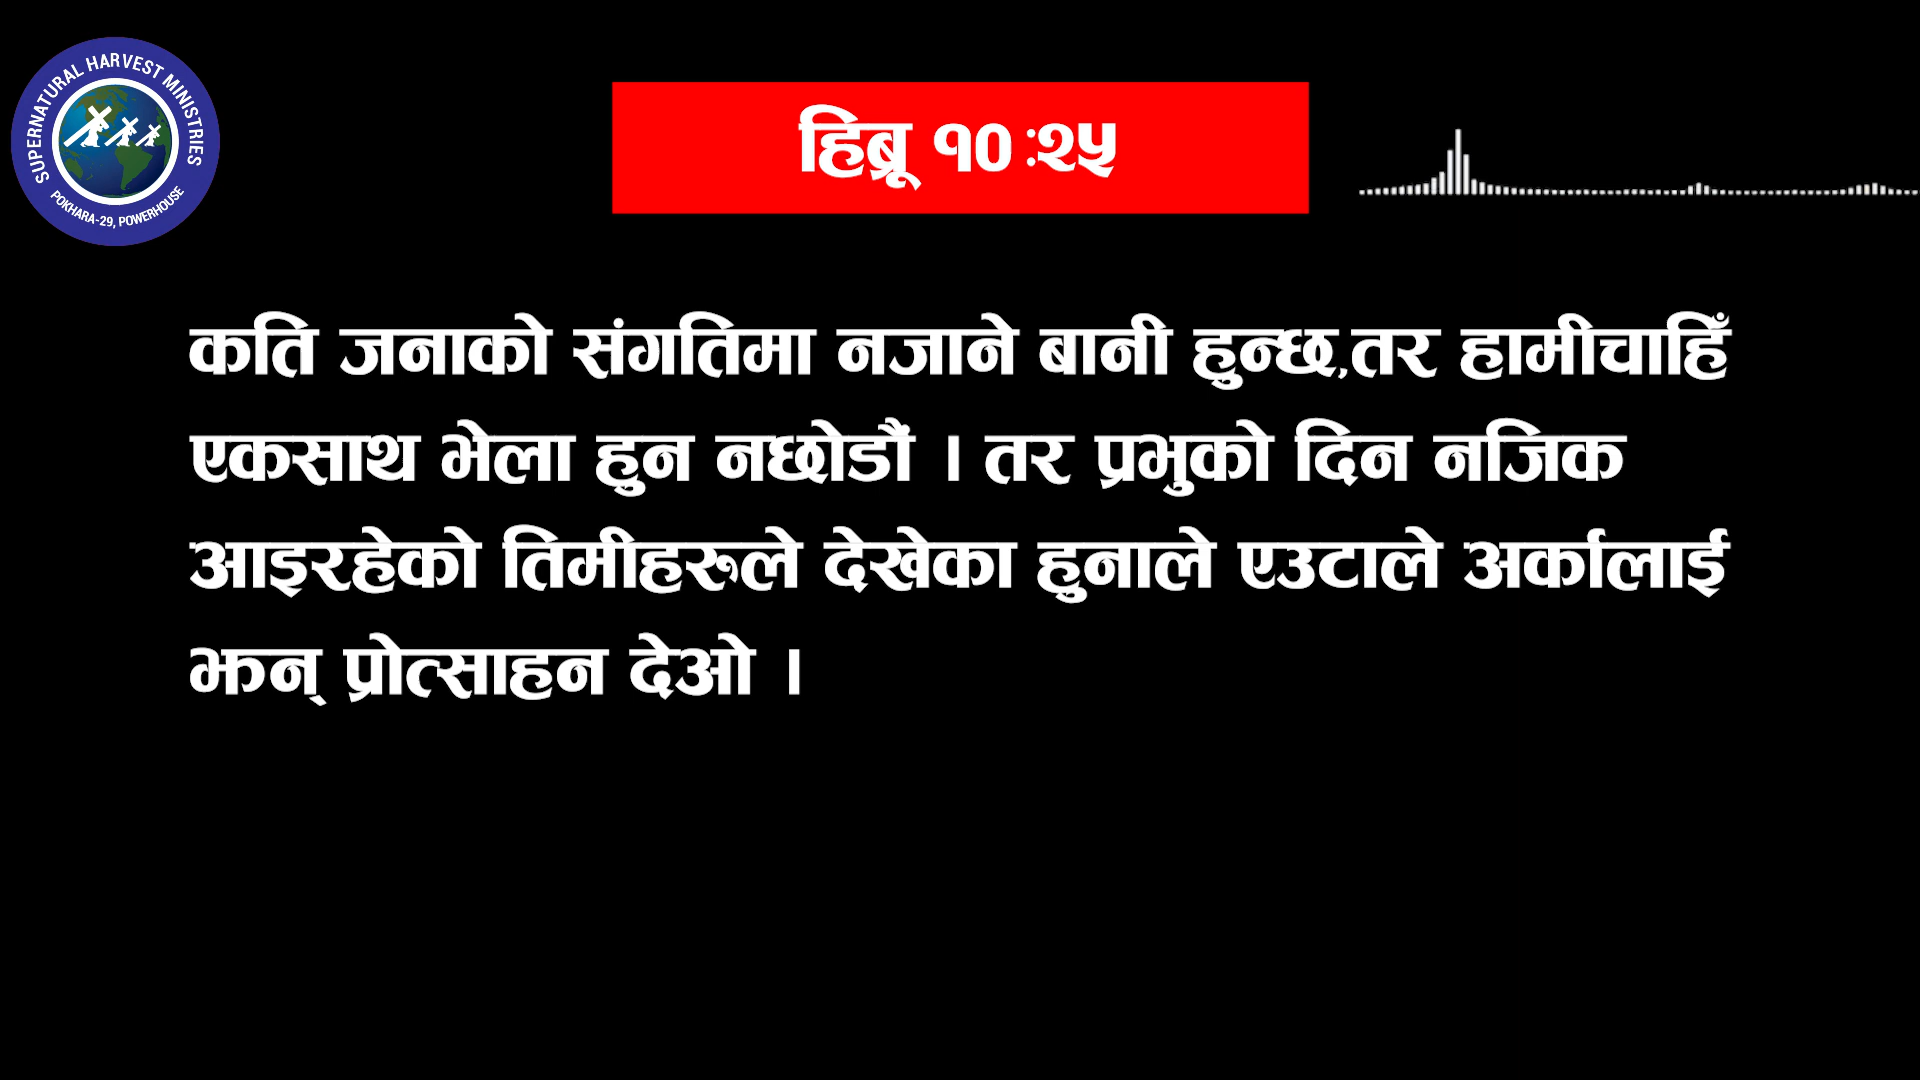 SUPERNATURAL HARVEST MINISTRIES
POKHARA-29, POWERHOUSE
हिब्रू १० :२५
कति जनाको संगतिमा नजाने बानी हुन्छ,तर हामीचाहिँ
एकसाथ भेला हुन नछोडौं । तर प्रभुको दिन नजिक
आइरहेको तिमीहरुले देखेका हुनाले एउटाले अर्कालाई
झन् प्रोत्साहन देओ ।